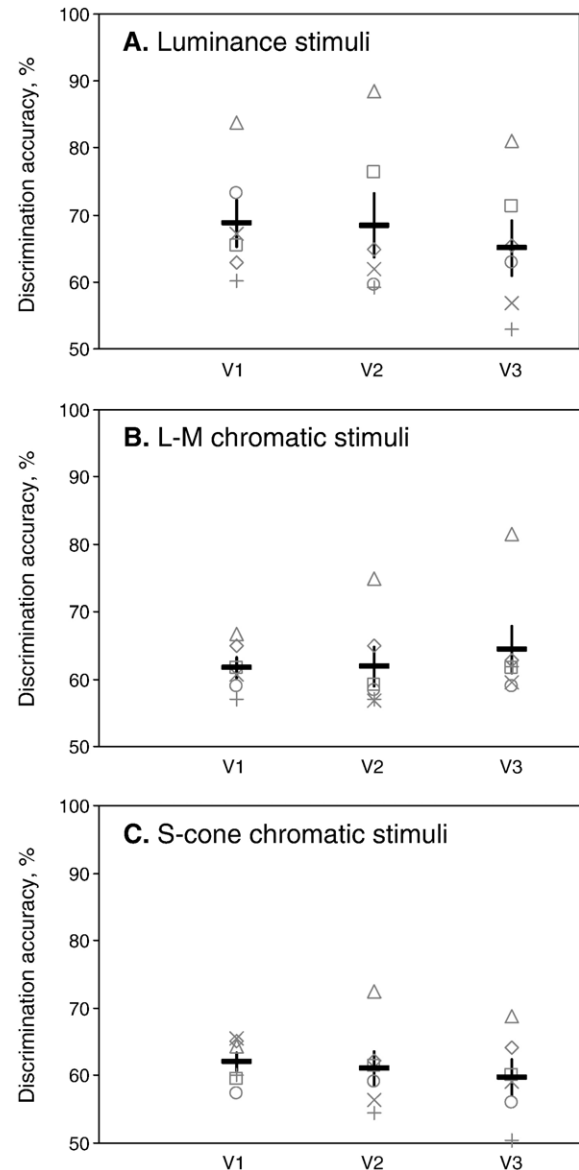 A. Luminance stimuli
Discrimination accuracy, %
100
90
80
70
60
50
V1 V2 V3
B. L-M chromatic stimuli
Discrimination accuracy, %
100
90
80
70
60
50
V1 V2 V3
C. S-cone chromatic stimuli
Discrimination accuracy, %
100
90
80
70
60
50
V1 V2 V3